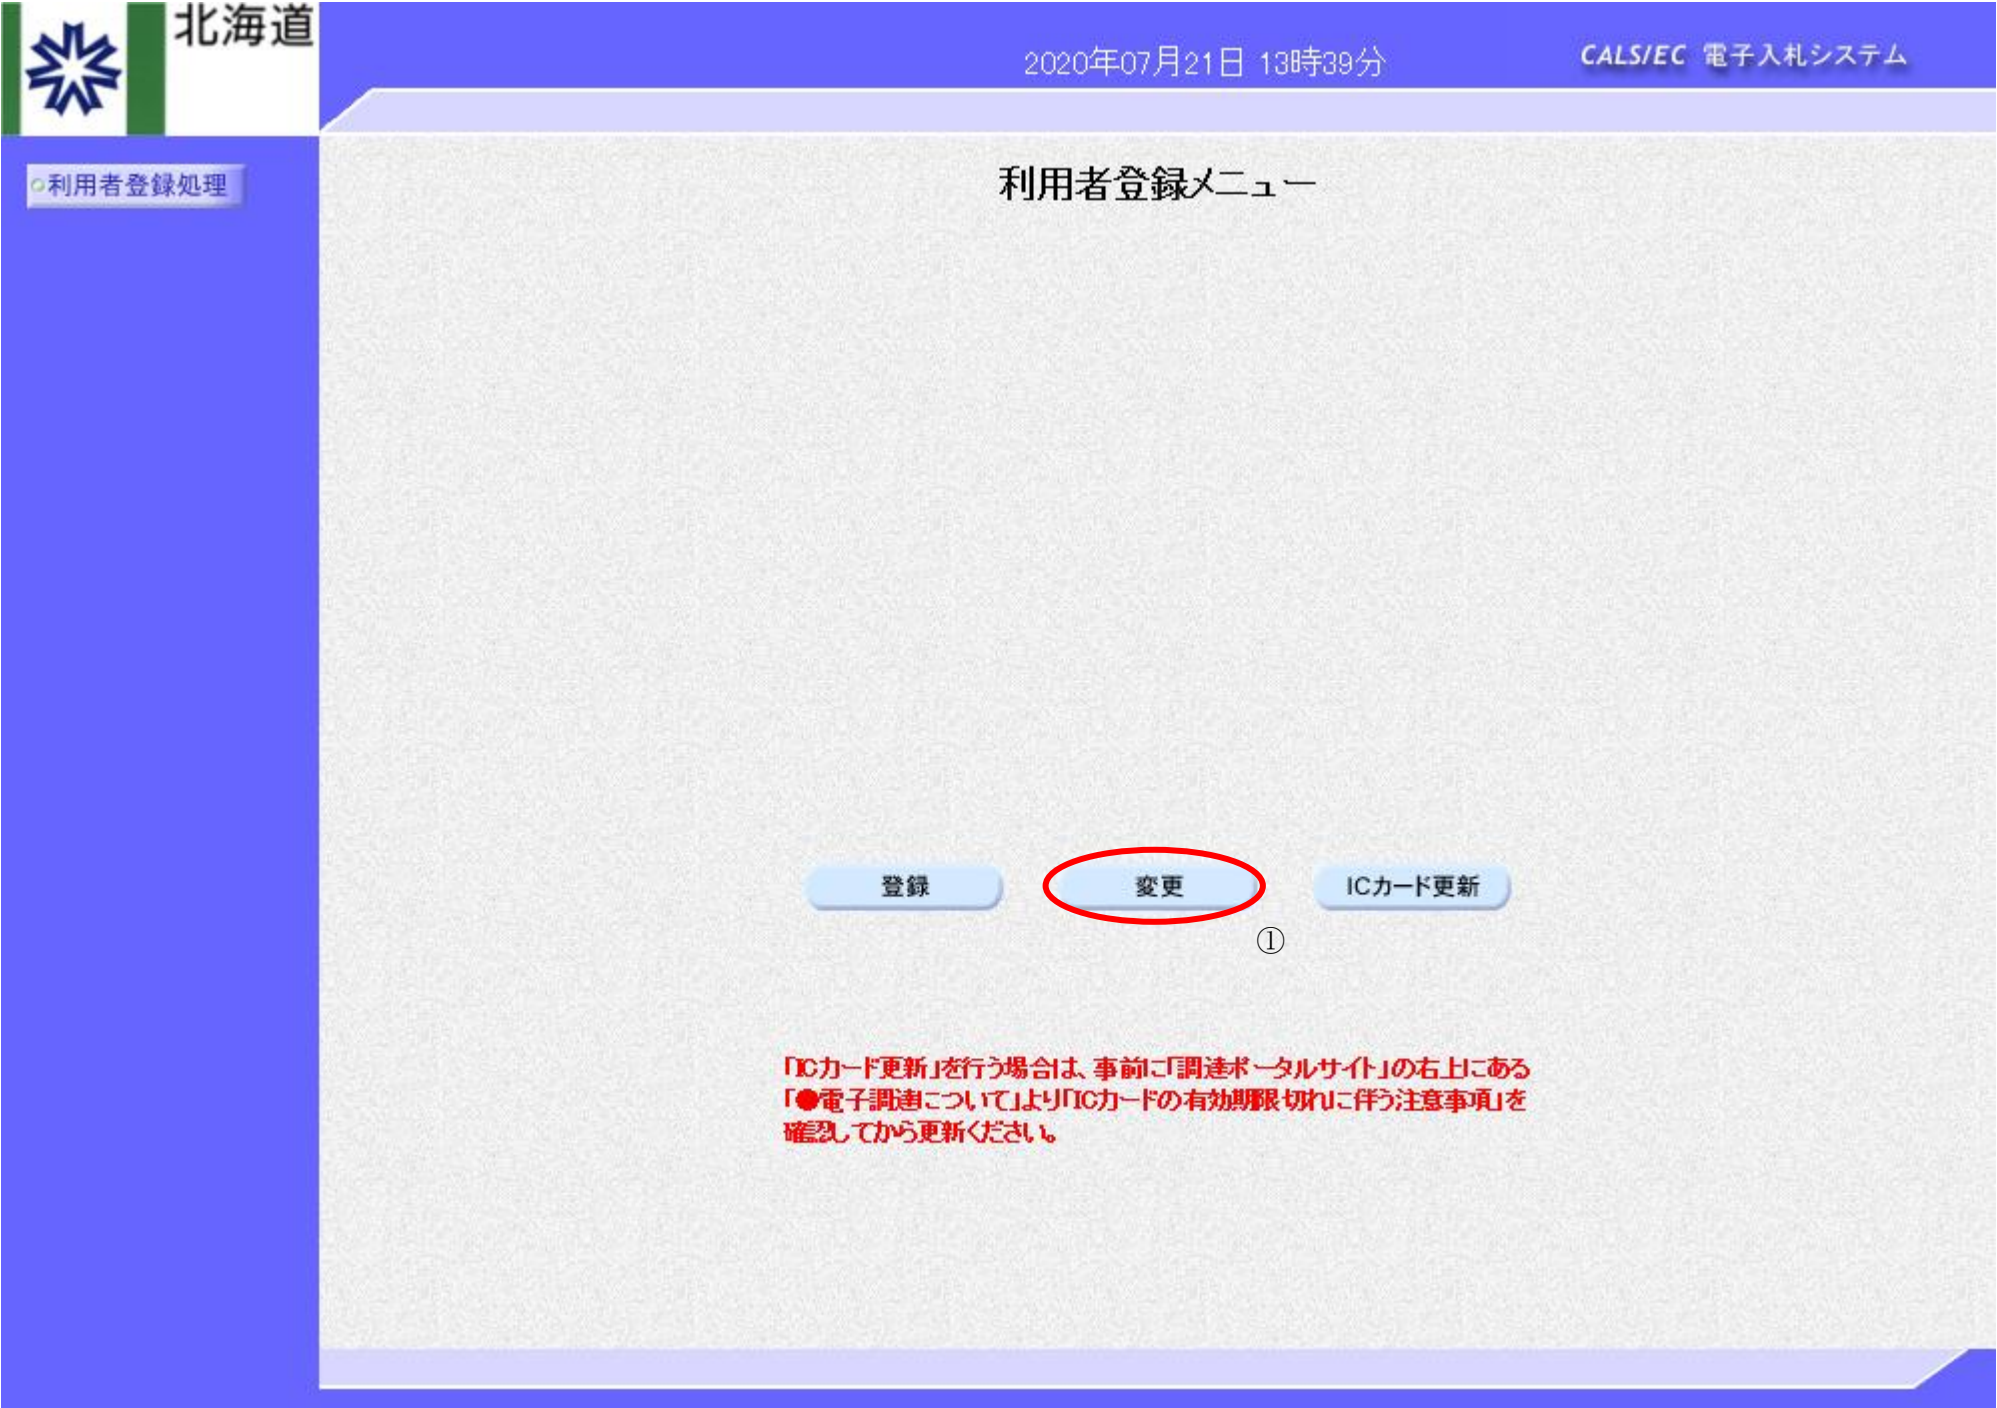 北海道
2020年07月21日 13時39分
CALS/EC 電子入札システム
利用者登録処理
利用者登録メニュー
登録
変更
ICカード更新
①
「ICカード更新」を行う場合は、事前に「調達ポータルサイト」の右上にある
「●電子調達について」より「ICカードの有効期限切れに伴う注意事項」を
確認してから更新ください。